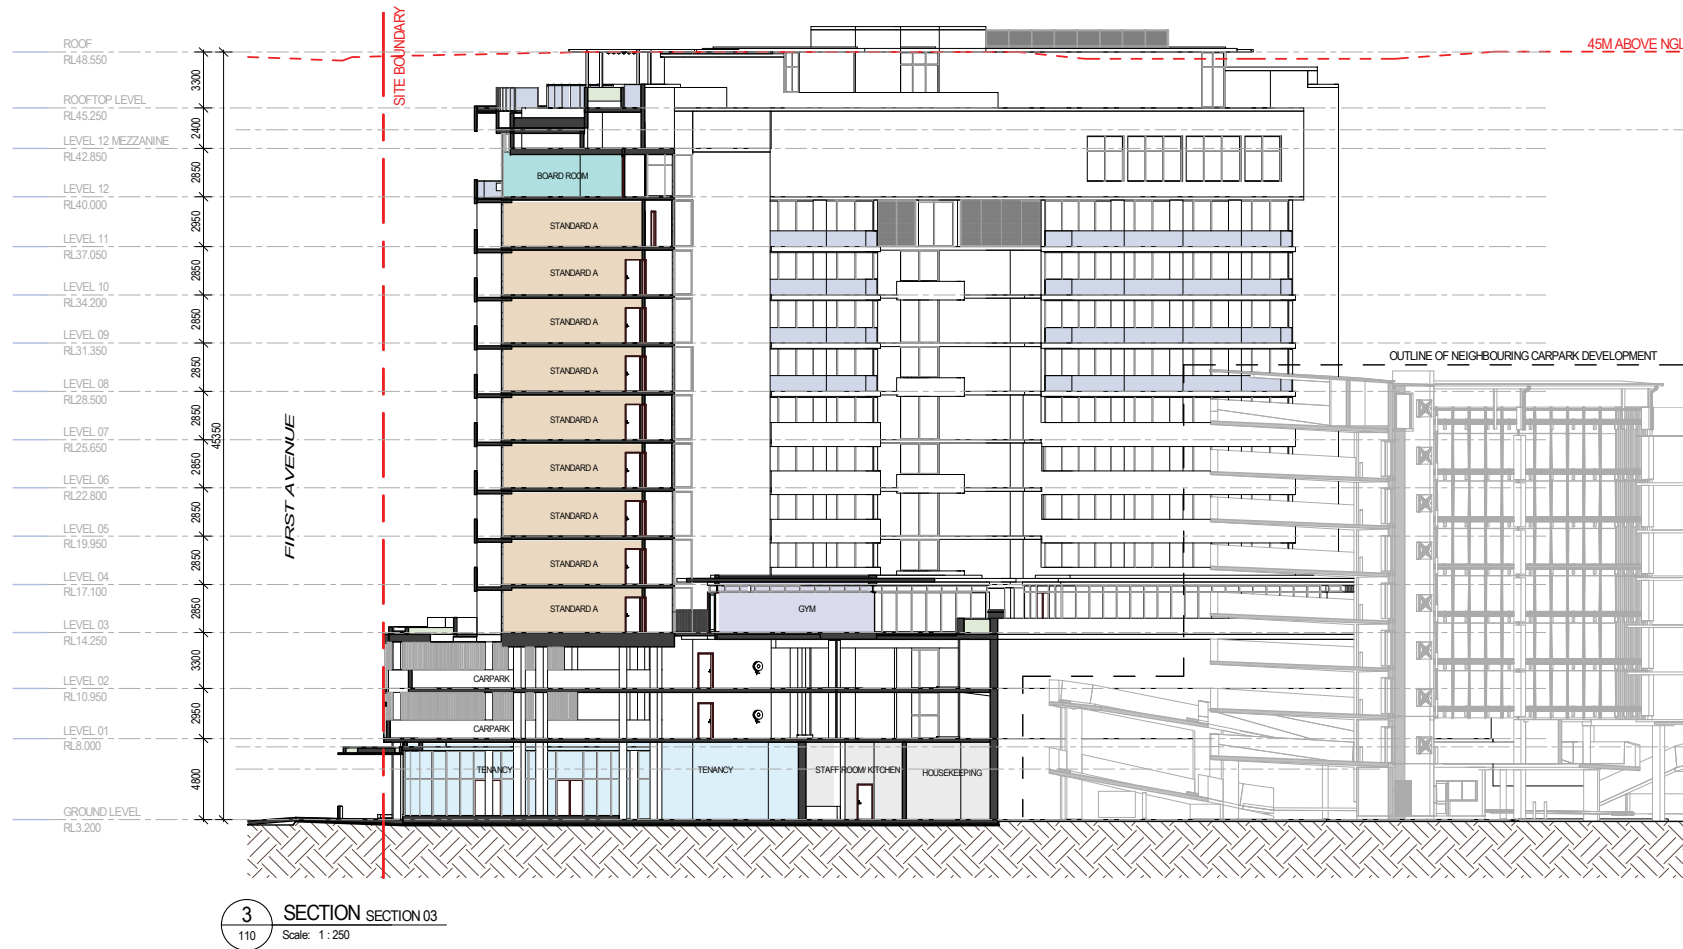 ROOF
RL48.550
ROOFTOP LEVEL
RL45.250
LEVEL 12 MEZZANINE
RL42.850
LEVEL 12
RL40.000
LEVEL 11
RL37.050
LEVEL 10
RL34.200
LEVEL 09
RL31.350
LEVEL 08
RL28.500
LEVEL 07
RL25.650
LEVEL 06
RL22.800
LEVEL 05
RL19.950
LEVEL 04
RL17.100
LEVEL 03
RL14.250
LEVEL 02
RL10.950
LEVEL 01
RL8.000
GROUND LEVEL
RL3.200
3300
2400
2850
2950
2850
2850
2850
2850
2850
2850
2850
2850
3300
2950
4800
45350
FIRST AVENUE
SITE BOUNDARY
45M ABOVE NGL
BOARD ROOM
STANDARD A
STANDARD A
STANDARD A
STANDARD A
STANDARD A
STANDARD A
STANDARD A
STANDARD A
STANDARD A
GYM
CARPARK
CARPARK
TENANCY
TENANCY
STAFF ROOM/ KITCHEN
HOUSEKEEPING
OUTLINE OF NEIGHBOURING CARPARK DEVELOPMENT
3
110
SECTION SECTION 03
Scale: 1 : 250